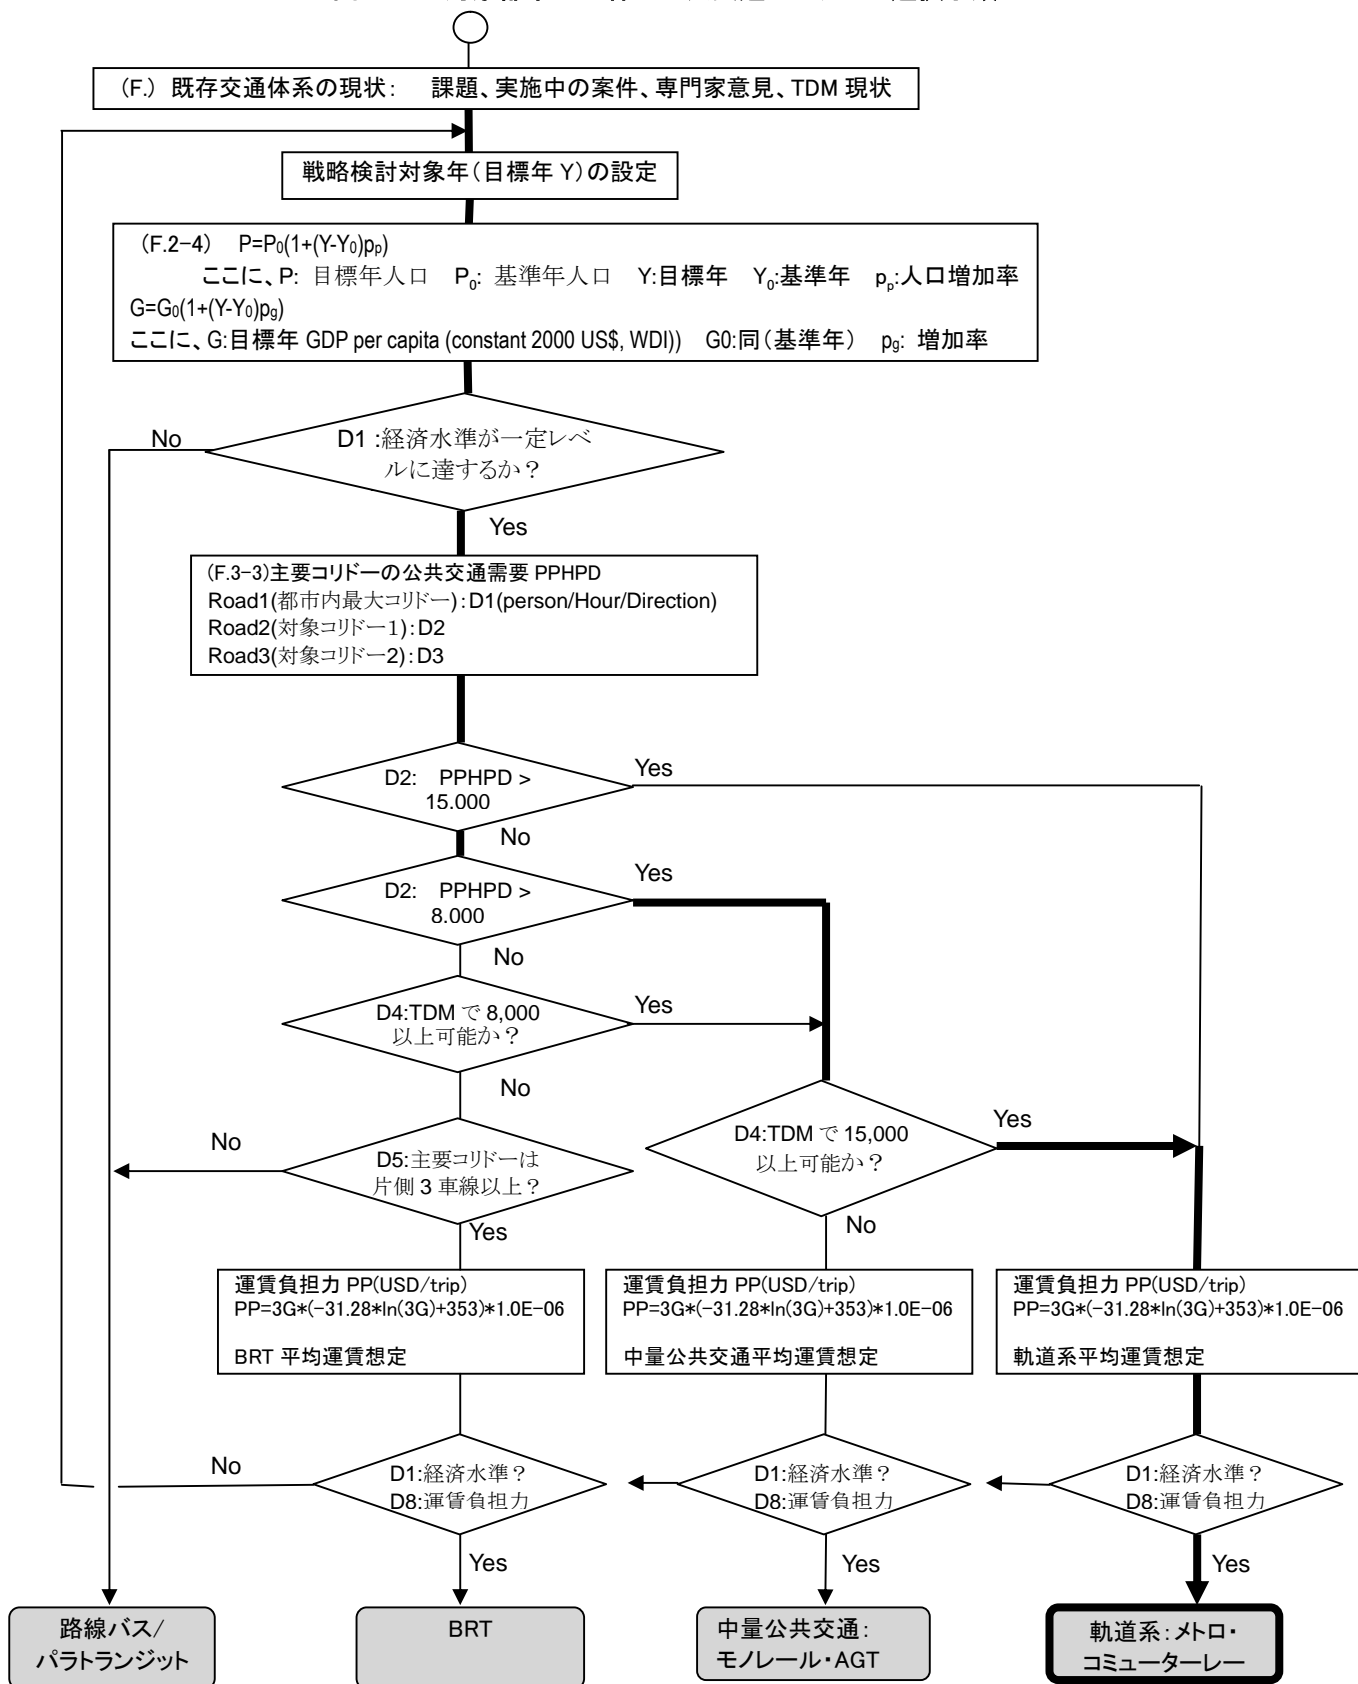 (F.) 既存交通体系の現状: 課題、実施中の案件、専門家意見、TDM 現状
戦略検討対象年(目標年 Y)の設定
(F.2-4) P=P₀(1+(Y-Y₀)pₚ)
ここに、P: 目標年人口 P₀: 基準年人口 Y:目標年 Y₀:基準年 pₚ:人口増加率
G=G₀(1+(Y-Y₀)p_g)
ここに、G:目標年 GDP per capita (constant 2000 US$, WDI)) G0:同(基準年) p_g: 増加率
D1 :経済水準が一定レベ
ルに達するか?
No
Yes
(F.3-3)主要コリドーの公共交通需要 PPHPD
Road1(都市内最大コリドー):D1(person/Hour/Direction)
Road2(対象コリドー1):D2
Road3(対象コリドー2):D3
D2: PPHPD >
15.000
Yes
No
D2: PPHPD >
8.000
Yes
No
D4:TDM で 8,000
以上可能か?
Yes
No
D4:TDM で 15,000
以上可能か?
Yes
No
D5:主要コリドーは
片側 3 車線以上?
No
Yes
運賃負担力 PP(USD/trip)
PP=3G*(-31.28*ln(3G)+353)*1.0E-06
BRT 平均運賃想定
運賃負担力 PP(USD/trip)
PP=3G*(-31.28*ln(3G)+353)*1.0E-06
中量公共交通平均運賃想定
運賃負担力 PP(USD/trip)
PP=3G*(-31.28*ln(3G)+353)*1.0E-06
軌道系平均運賃想定
No
D1:経済水準?
D8:運賃負担力
D1:経済水準?
D8:運賃負担力
D1:経済水準?
D8:運賃負担力
Yes
Yes
Yes
路線バス/
パラトランジット
BRT
中量公共交通:
モノレール・AGT
軌道系:メトロ・
コミューターレー